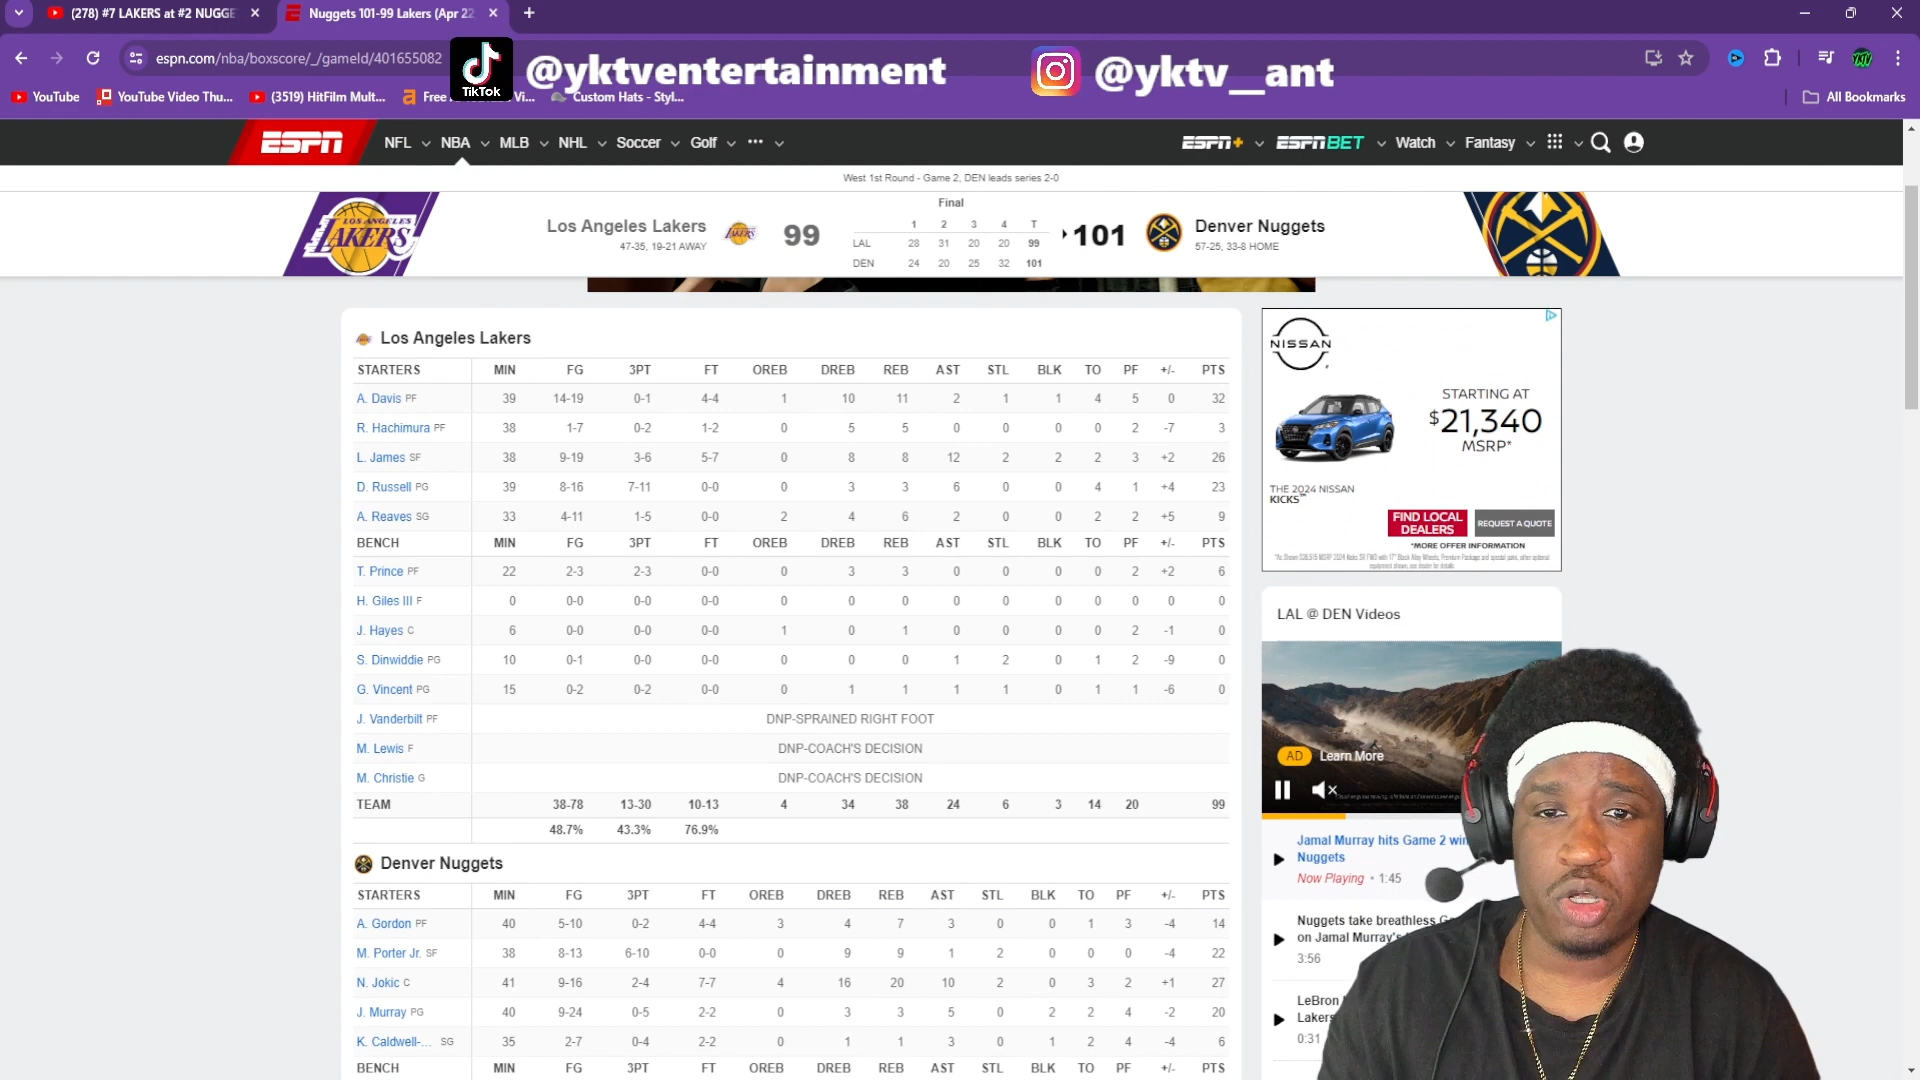 (278) #7 LAKERS at #2 NUGGE
Nuggets 101-99 Lakers (Apr 22
espn.com/nba/boxscore/_/gameId/401655082
TikTok
@yktventertainment
@yktv__ant
YKTV
YouTube
YouTube Video Thu...
(3519) HitFilm Mult...
Free
Vi...
Custom Hats - Styl...
All Bookmarks
ESPN
NFL
NBA
MLB
NHL
Soccer
Golf
ESPN+
ESPN BET
Watch
Fantasy
West 1st Round - Game 2, DEN leads series 2-0
LOS ANGELES
LAKERS
Los Angeles Lakers
47-35, 19-21 AWAY
LAKERS
99
Final
1 2 3 4 T
LAL 28 31 20 20 99
DEN 24 20 25 32 101
101
Denver Nuggets
57-25, 33-8 HOME
Los Angeles Lakers
STARTERS MIN FG 3PT FT OREB DREB REB AST STL BLK TO PF +/- PTS
A. Davis PF 39 14-19 0-1 4-4 1 10 11 2 1 1 4 5 0 32
R. Hachimura PF 38 1-7 0-2 1-2 0 5 5 0 0 0 0 2 -7 3
L. James SF 38 9-19 3-6 5-7 0 8 8 12 2 2 2 3 +2 26
D. Russell PG 39 8-16 7-11 0-0 0 3 3 6 0 0 4 1 +4 23
A. Reaves SG 33 4-11 1-5 0-0 2 4 6 2 0 0 2 2 +5 9
BENCH MIN FG 3PT FT OREB DREB REB AST STL BLK TO PF +/- PTS
T. Prince PF 22 2-3 2-3 0-0 0 3 3 0 0 0 0 2 +2 6
H. Giles III F 0 0-0 0-0 0-0 0 0 0 0 0 0 0 0 0 0
J. Hayes C 6 0-0 0-0 0-0 1 0 1 0 0 0 0 2 -1 0
S. Dinwiddie PG 10 0-1 0-0 0-0 0 0 0 1 2 0 1 2 -9 0
G. Vincent PG 15 0-2 0-2 0-0 0 1 1 1 1 0 1 1 -6 0
J. Vanderbilt PF DNP-SPRAINED RIGHT FOOT
M. Lewis F DNP-COACH'S DECISION
M. Christie G DNP-COACH'S DECISION
TEAM 38-78 13-30 10-13 4 34 38 24 6 3 14 20 99
48.7% 43.3% 76.9%
Denver Nuggets
STARTERS MIN FG 3PT FT OREB DREB REB AST STL BLK TO PF +/- PTS
A. Gordon PF 40 5-10 0-2 4-4 3 4 7 3 0 0 1 3 -4 14
M. Porter Jr. SF 38 8-13 6-10 0-0 0 9 9 1 2 0 0 0 -4 22
N. Jokic C 41 9-16 2-4 7-7 4 16 20 10 2 0 3 2 +1 27
J. Murray PG 40 9-24 0-5 2-2 0 3 3 5 0 2 2 4 -2 20
K. Caldwell-... SG 35 2-7 0-4 2-2 0 1 1 3 0 1 2 4 -4 6
BENCH MIN FG 3PT FT OREB DREB REB AST STL BLK TO PF +/- PTS
NISSAN
STARTING AT
$21,340
MSRP*
THE 2024 NISSAN
KICKS™
FIND LOCAL
DEALERS
REQUEST A QUOTE
*MORE OFFER INFORMATION
LAL @ DEN Videos
AD
Learn More
Jamal Murray hits Game 2 win
Nuggets
Now Playing • 1:45
Nuggets take breathless G
on Jamal Murray's
3:56
LeBron
Lakers
0:31